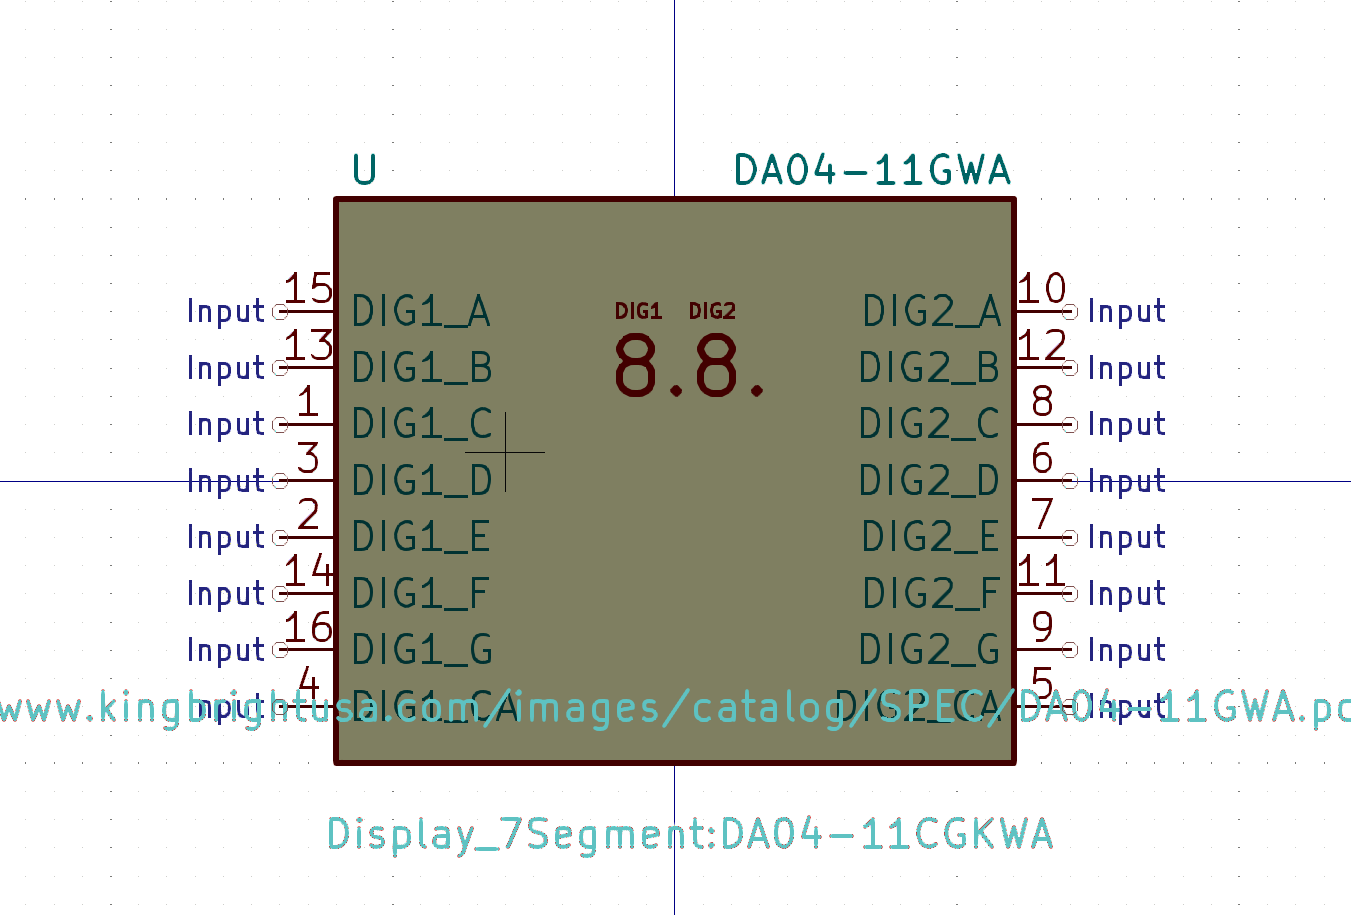 U DA04-11GWA
15 10
Input DIG1_A DIG1 DIG2 DIG2_A Input
13 12
Input DIG1_B 8.8. DIG2_B Input
1 8
Input DIG1_C DIG2_C Input
3 6
Input DIG1_D DIG2_D Input
2 7
Input DIG1_E DIG2_E Input
14 11
Input DIG1_F DIG2_F Input
16 9
Input DIG1_G DIG2_G Input
4 5
Input DIG1_CA DIG2_CA Input
www.kingbrightusa.com/images/catalog/SPEC/DA04-11GWA.pd
Display_7Segment:DA04-11CGKWA